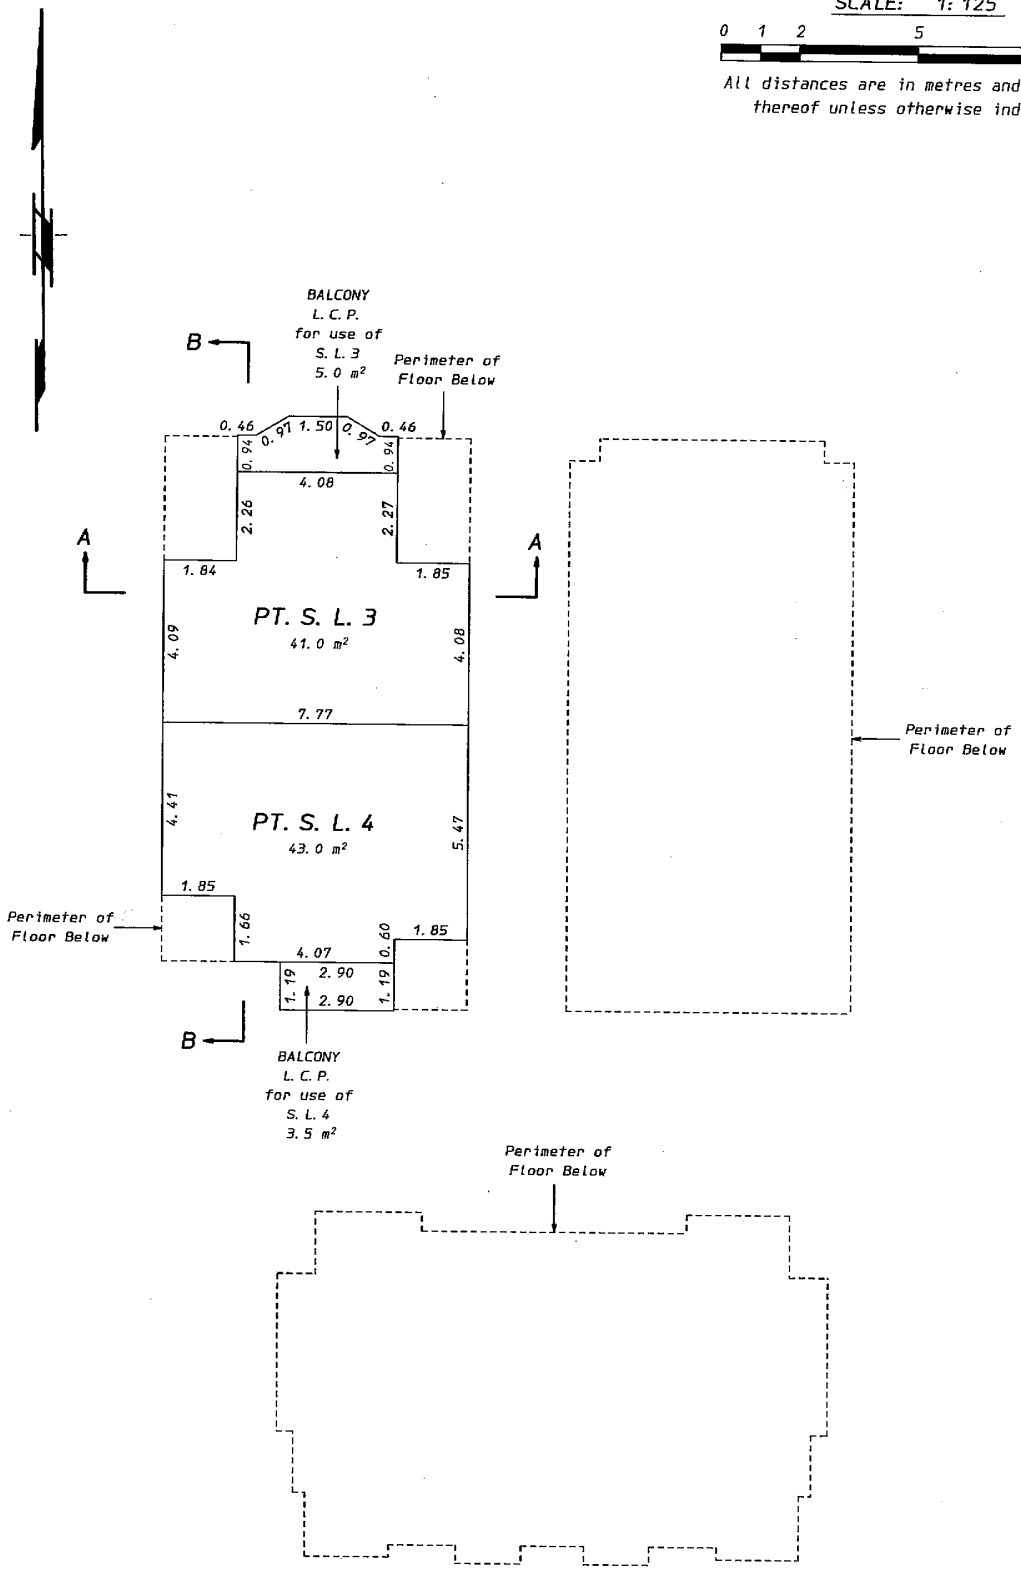 SCALE: 1: 125
0 1 2 5
All distances are in metres and
thereof unless otherwise ind
BALCONY
L. C. P.
for use of
S. L. 3
5.0 m²
B
Perimeter of
Floor Below
0.46 0.97 1.50 0.97 0.46
0.94 0.94
4.08
2.26 2.27
A A
1.84 1.85
PT. S. L. 3
41.0 m²
4.09 4.08
7.77
4.41 5.47
PT. S. L. 4
43.0 m²
Perimeter of
Floor Below
1.85
Perimeter of
Floor Below
1.66 0.60 1.85
4.07
1.19 2.90 1.19
2.90
B
BALCONY
L. C. P.
for use of
S. L. 4
3.5 m²
Perimeter of
Floor Below